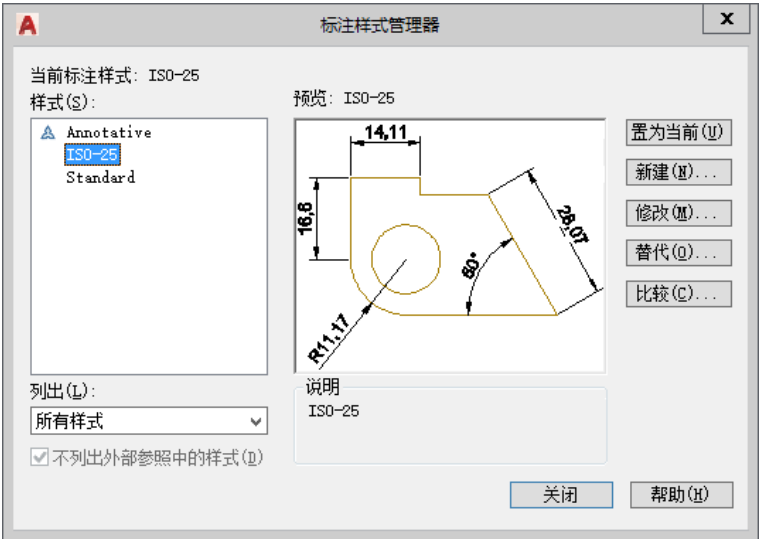 标注样式管理器
当前标注样式: ISO-25
样式(S):
Annotative
ISO-25
Standard
预览: ISO-25
14,11
16,6
28,07
60°
R11,17
置为当前(U)
新建(N)...
修改(M)...
替代(O)...
比较(C)...
列出(L):
所有样式
不列出外部参照中的样式(D)
说明
ISO-25
关闭
帮助(H)